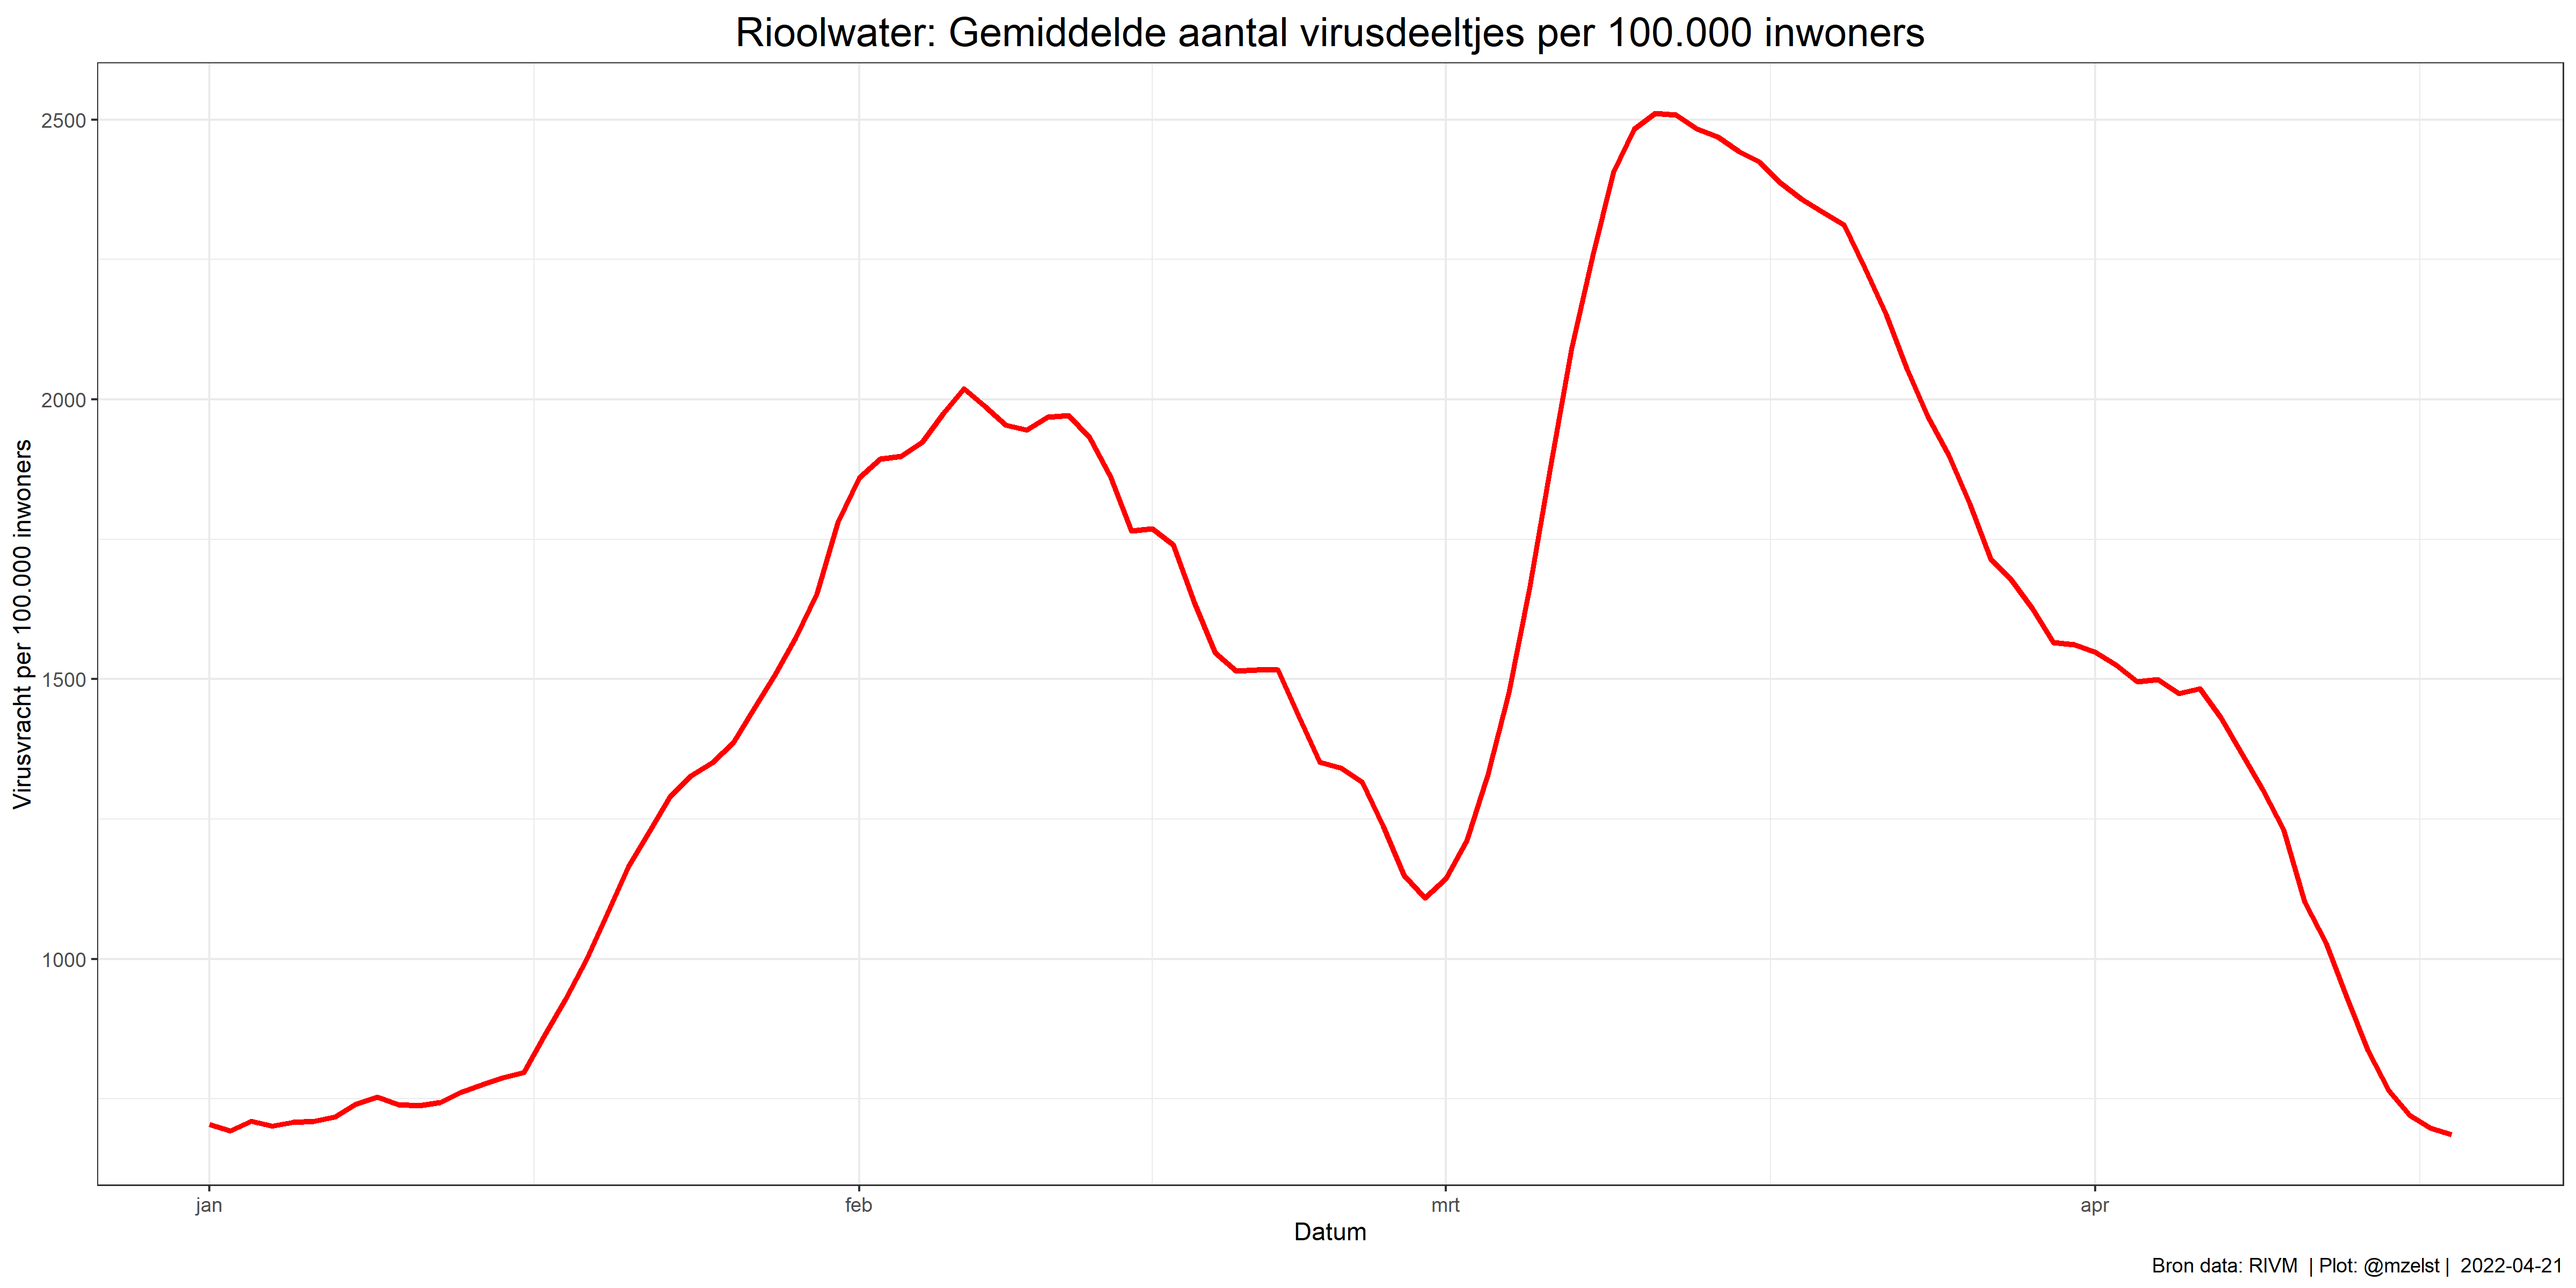 Rioolwater: Gemiddelde aantal virusdeeltjes per 100.000 inwoners
Virusvracht per 100.000 inwoners
2500
2000
1500
1000
jan feb mrt apr
Datum
Bron data: RIVM | Plot: @mzelst | 2022-04-21